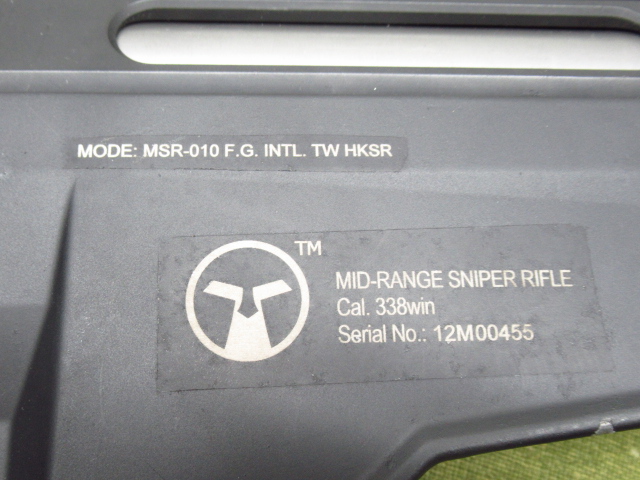 MODE: MSR-010 F.G. INTL. TW HKSR
TM
MID-RANGE SNIPER RIFLE
Cal. 338win
Serial No.: 12M00455